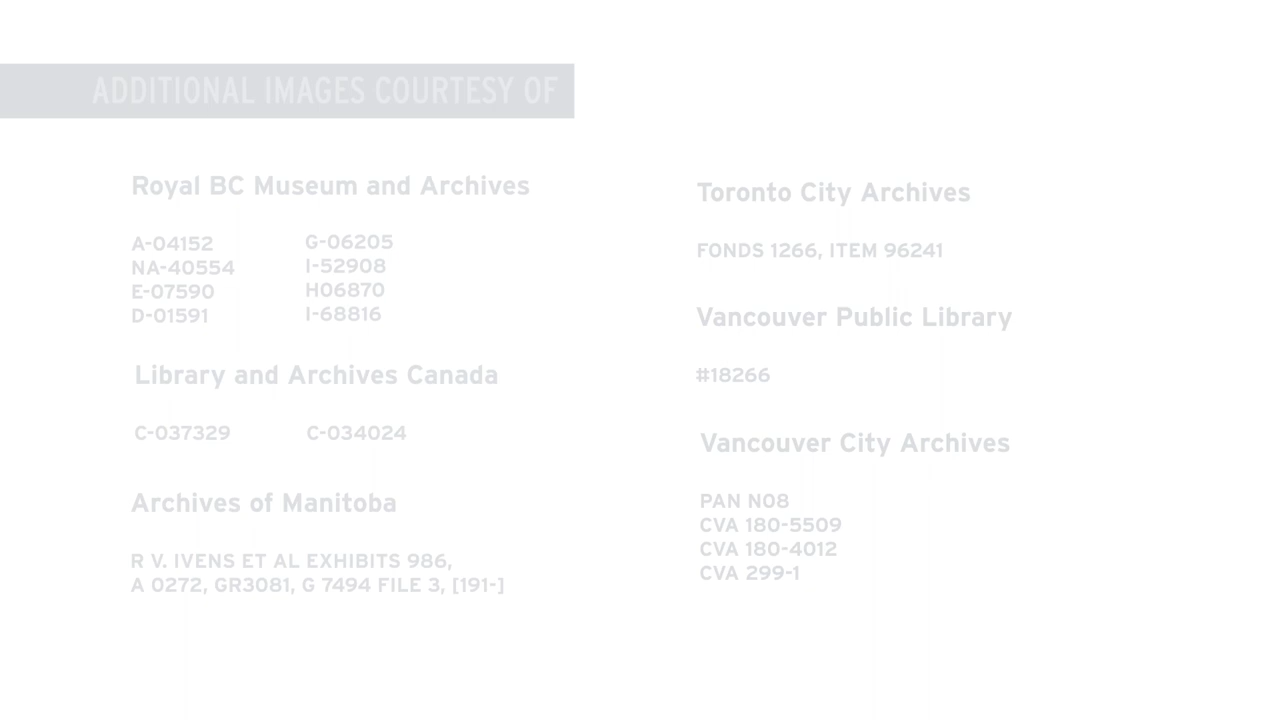 ADDITIONAL IMAGES COURTESY OF
Royal BC Museum and Archives
A-04152
NA-40554
E-07590
D-01591
G-06205
I-52908
H06870
I-68816
Library and Archives Canada
C-037329
C-034024
Archives of Manitoba
R V. IVENS ET AL EXHIBITS 986,
A 0272, GR3081, G 7494 FILE 3, [191-]
Toronto City Archives
FONDS 1266, ITEM 96241
Vancouver Public Library
#18266
Vancouver City Archives
PAN N08
CVA 180-5509
CVA 180-4012
CVA 299-1